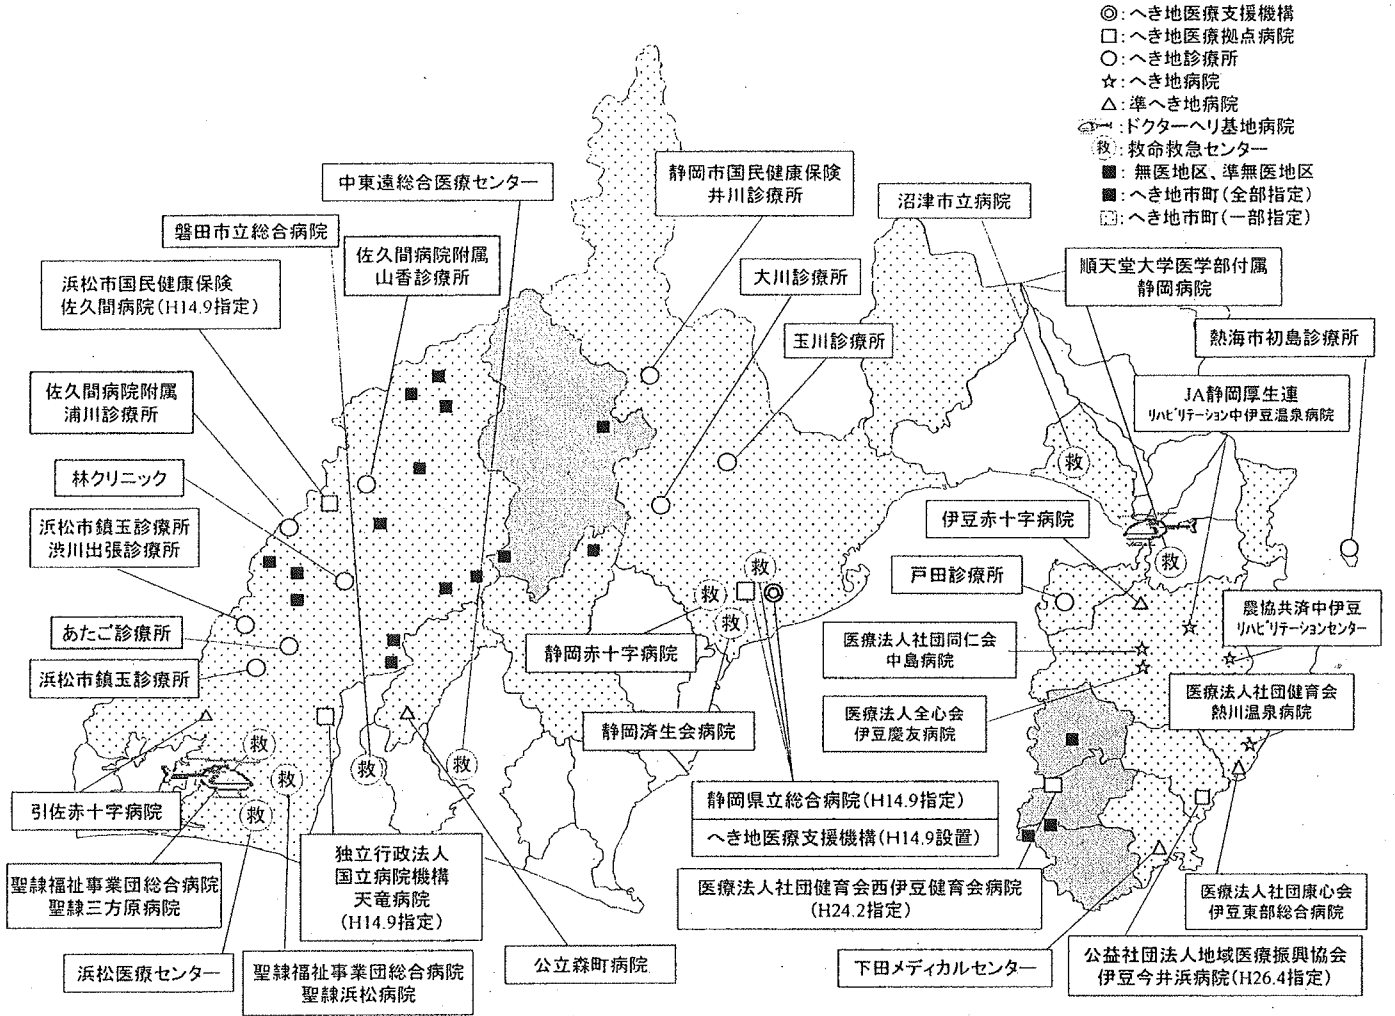 ◎:へき地医療支援機構
□:へき地医療拠点病院
○:へき地診療所
☆:へき地病院
△:準へき地病院
:ドクターヘリ基地病院
救:救命救急センター
■:無医地区、準無医地区
■:へき地市町(全部指定)
:へき地市町(一部指定)
中東遠総合医療センター
静岡市国民健康保険
井川診療所
沼津市立病院
磐田市立総合病院
佐久間病院附属
山香診療所
大川診療所
順天堂大学医学部付属
静岡病院
浜松市国民健康保険
佐久間病院(H14.9指定)
玉川診療所
熱海市初島診療所
佐久間病院附属
浦川診療所
JA静岡厚生連
リハビリテーション中伊豆温泉病院
林クリニック
救
浜松市鎮玉診療所
渋川出張診療所
伊豆赤十字病院
救
救
戸田診療所
救
救
農協共済中伊豆
リハビリテーションセンター
あたご診療所
静岡赤十字病院
医療法人社団同仁会
中島病院
浜松市鎮玉診療所
医療法人社団健育会
熱川温泉病院
静岡済生会病院
医療法人全心会
伊豆慶友病院
救
救
救
救
救
引佐赤十字病院
静岡県立総合病院(H14.9指定)
へき地医療支援機構(H14.9設置)
独立行政法人
国立病院機構
天竜病院
(H14.9指定)
聖隷福祉事業団総合病院
聖隷三方原病院
医療法人社団健育会西伊豆健育会病院
(H24.2指定)
医療法人社団康心会
伊豆東部総合病院
浜松医療センター
聖隷福祉事業団総合病院
聖隷浜松病院
公立森町病院
下田メディカルセンター
公益社団法人地域医療振興協会
伊豆今井浜病院(H26.4指定)